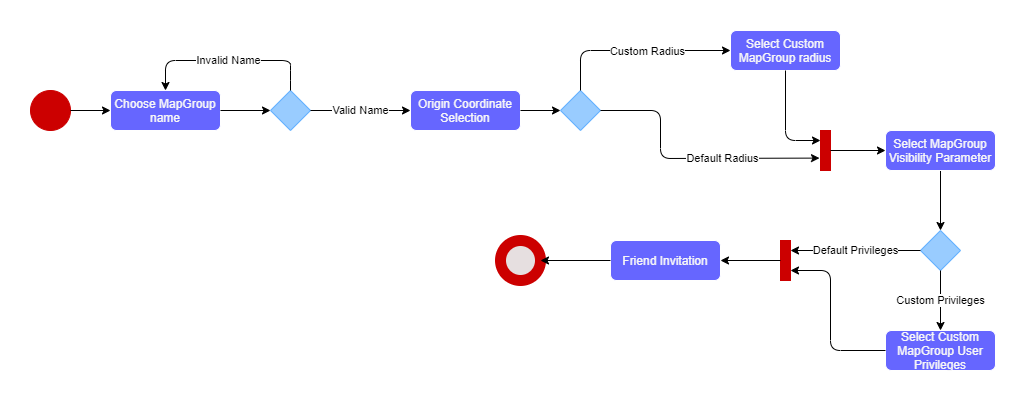 Select Custom
MapGroup radius
Custom Radius
Invalid Name
Choose MapGroup
name
Valid Name
Origin Coordinate
Selection
Default Radius
Select MapGroup
Visibility Parameter
Default Privileges
Friend Invitation
Custom Privileges
Select Custom
MapGroup User
Privileges